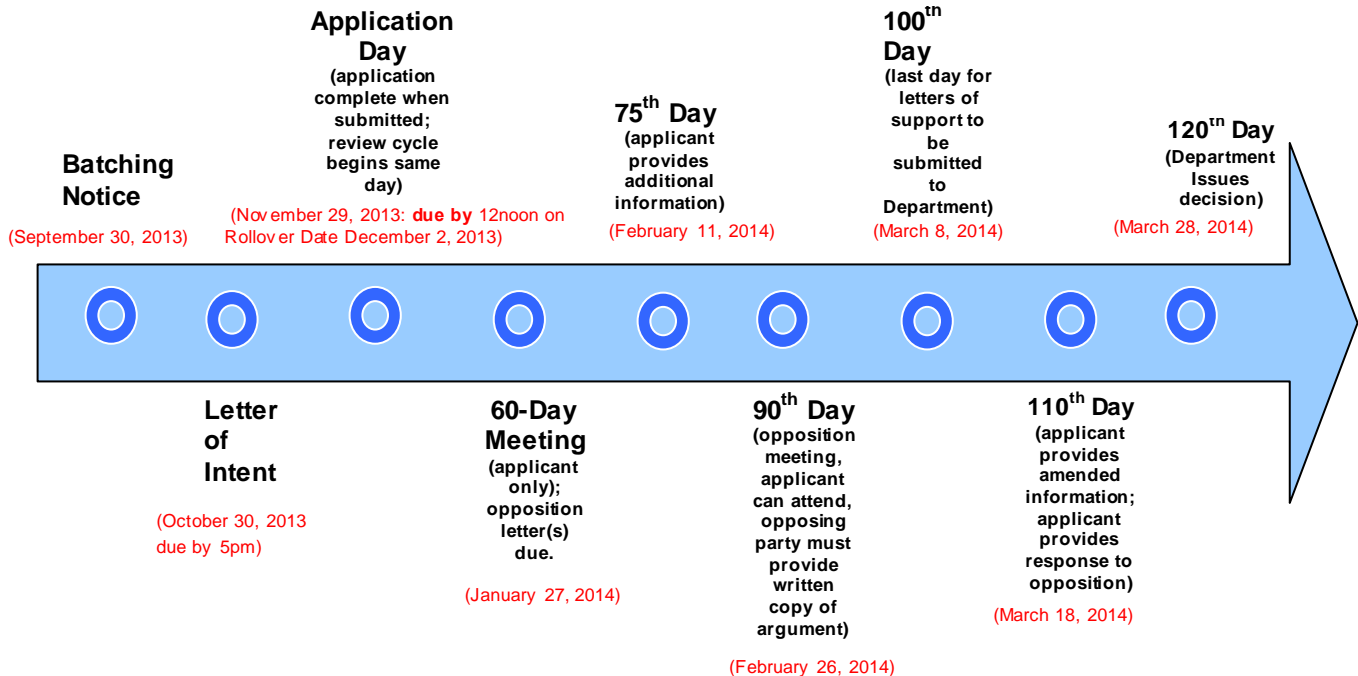 Batching
Notice
(September 30, 2013)
Letter
of
Intent
(October 30, 2013
due by 5pm)
Application
Day
(application
complete when
submitted;
review cycle
begins same
day)
(November 29, 2013: due by 12noon on
Rollover Date December 2, 2013)
60-Day
Meeting
(applicant
only);
opposition
letter(s)
due.
(January 27, 2014)
75th Day
(applicant
provides
additional
information)
(February 11, 2014)
90th Day
(opposition
meeting,
applicant
can attend,
opposing
party must
provide
written
copy of
argument)
(February 26, 2014)
100th
Day
(last day for
letters of
support to
be
submitted
to
Department)
(March 8, 2014)
110th Day
(applicant
provides
amended
information;
applicant
provides
response to
opposition)
(March 18, 2014)
120th Day
(Department
Issues
decision)
(March 28, 2014)